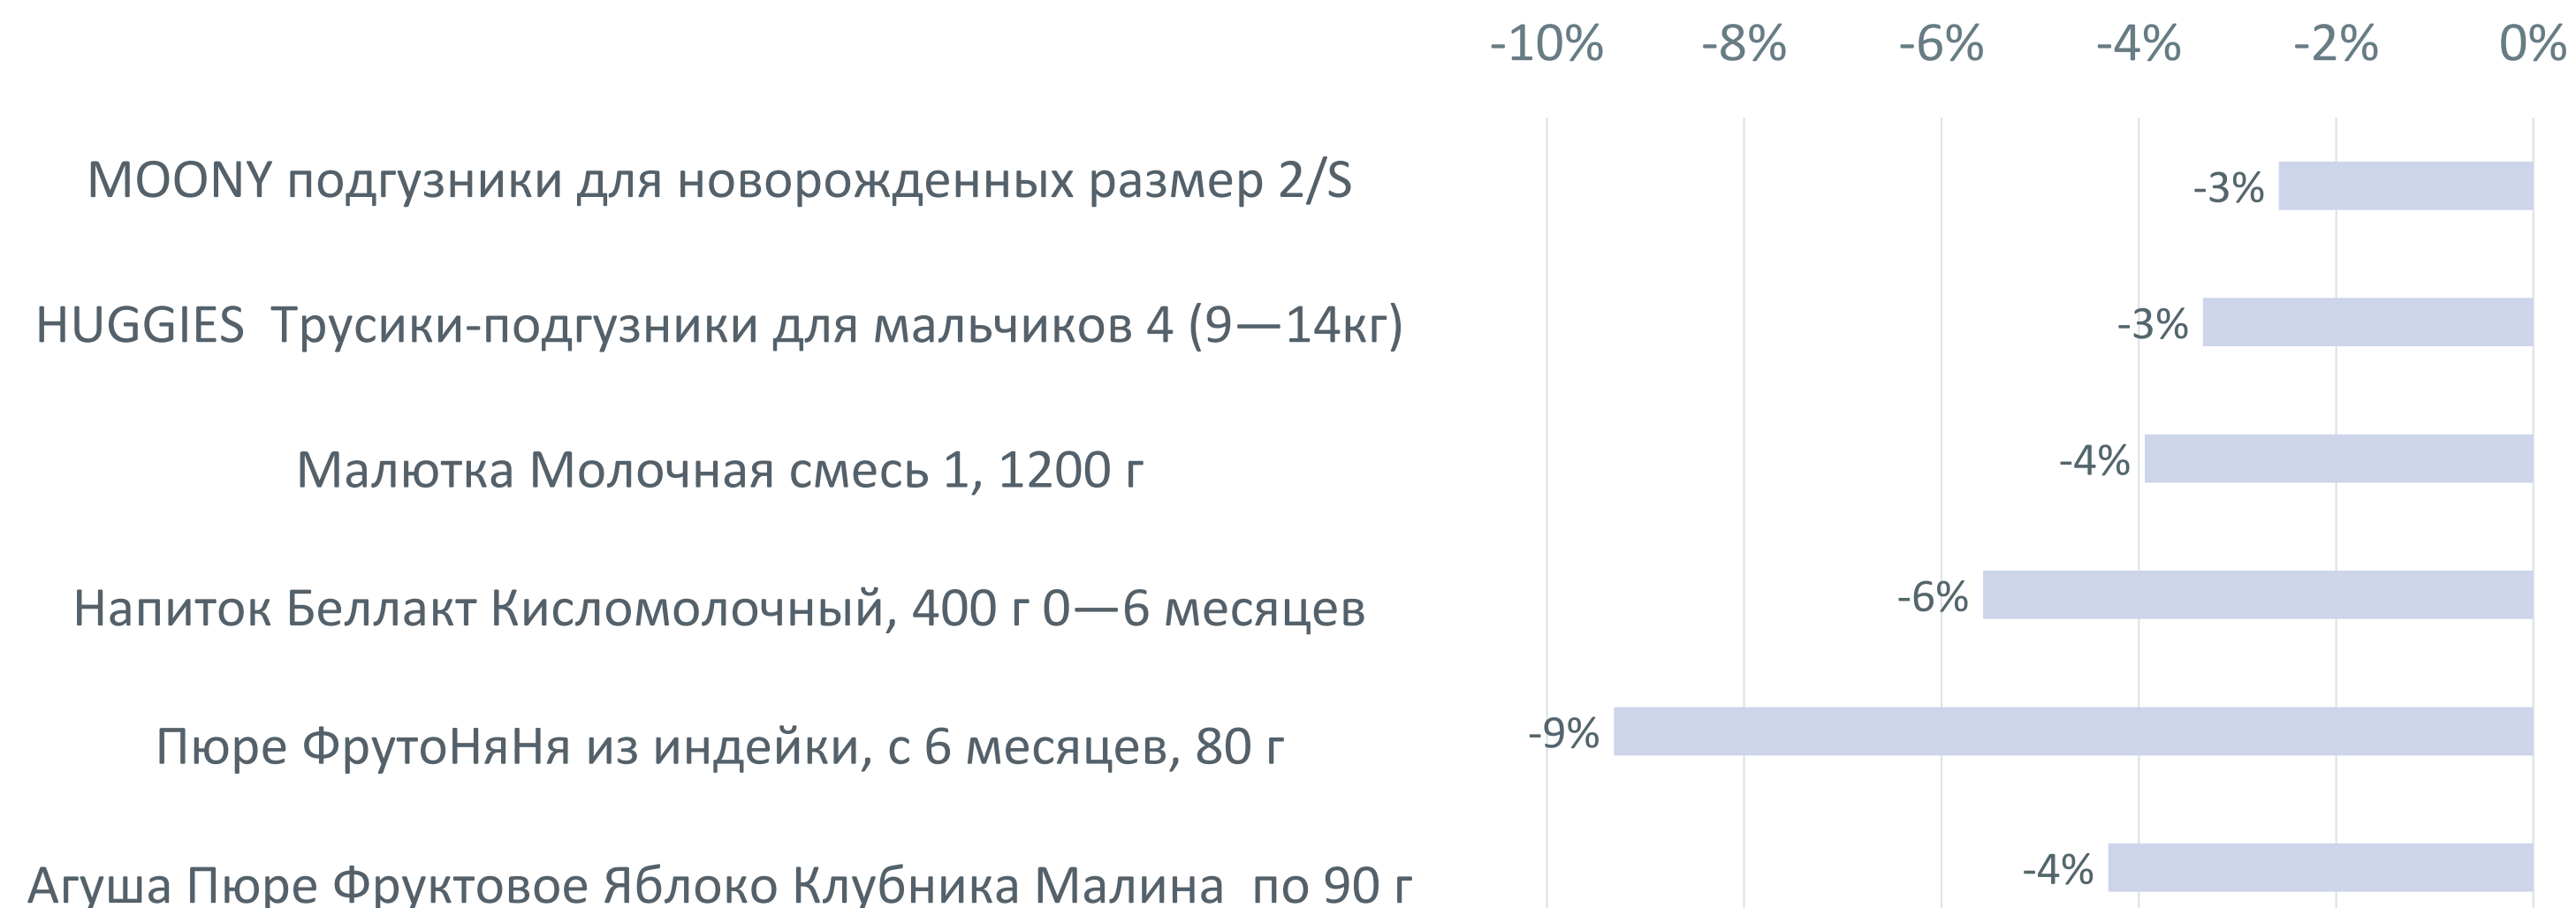 -10% -8% -6% -4% -2% 0%
MOONY подгузники для новорожденных размер 2/S -3%
HUGGIES  Трусики-подгузники для мальчиков 4 (9—14кг) -3%
Малютка Молочная смесь 1, 1200 г -4%
Напиток Беллакт Кисломолочный, 400 г 0—6 месяцев -6%
Пюре ФрутоНяНя из индейки, с 6 месяцев, 80 г -9%
Агуша Пюре Фруктовое Яблоко Клубника Малина  по 90 г -4%